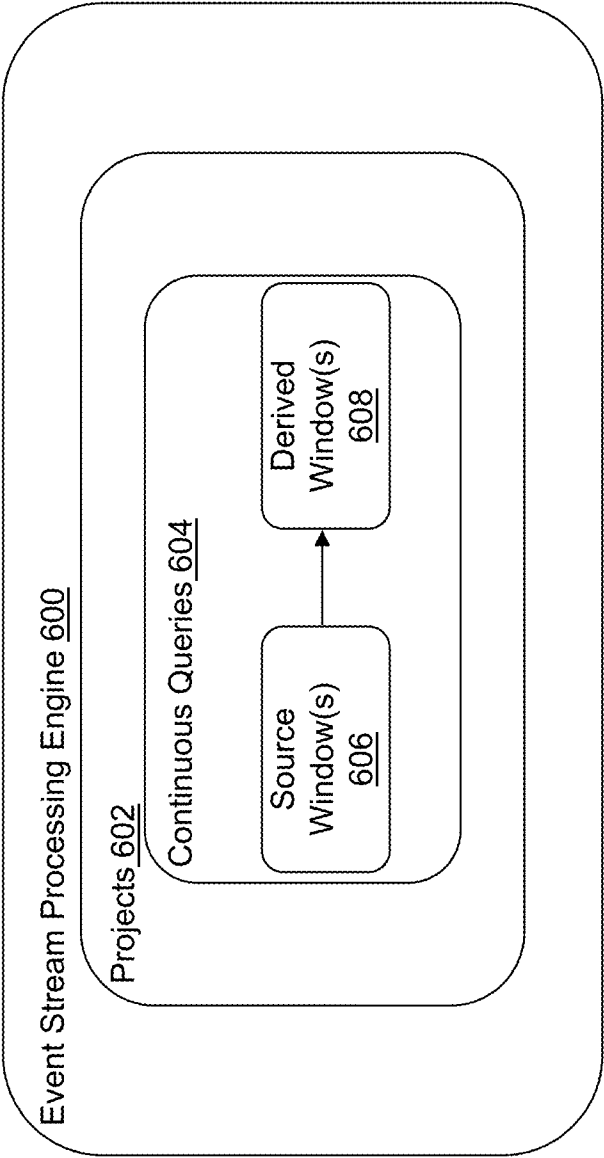 Event Stream Processing Engine 600
Projects 602
Continuous Queries 604
Source
Window(s)
606
Derived
Window(s)
608